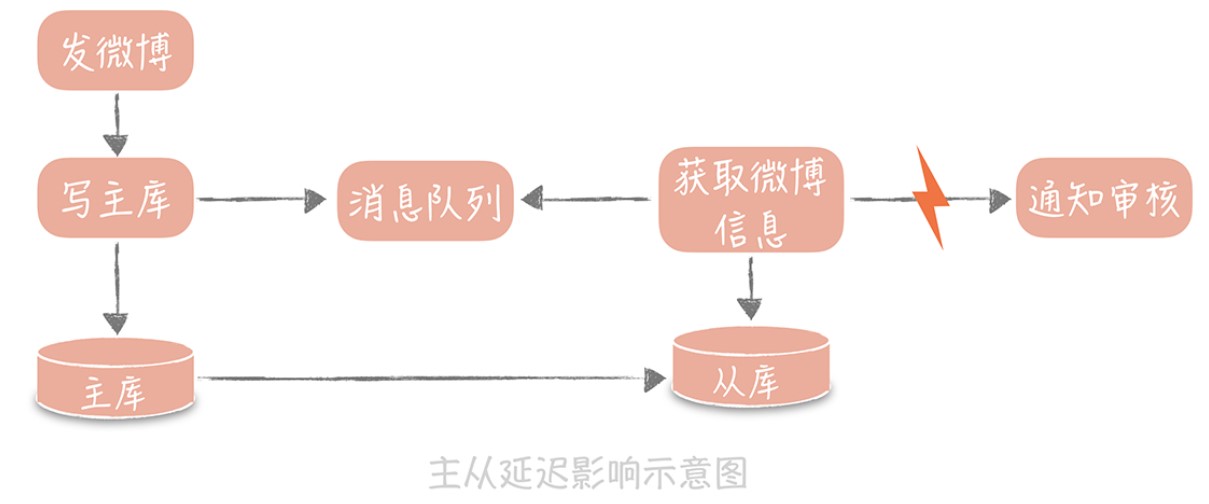 发微博
写主库
消息队列
获取微博
信息
通知审核
主库
从库
主从延迟影响示意图